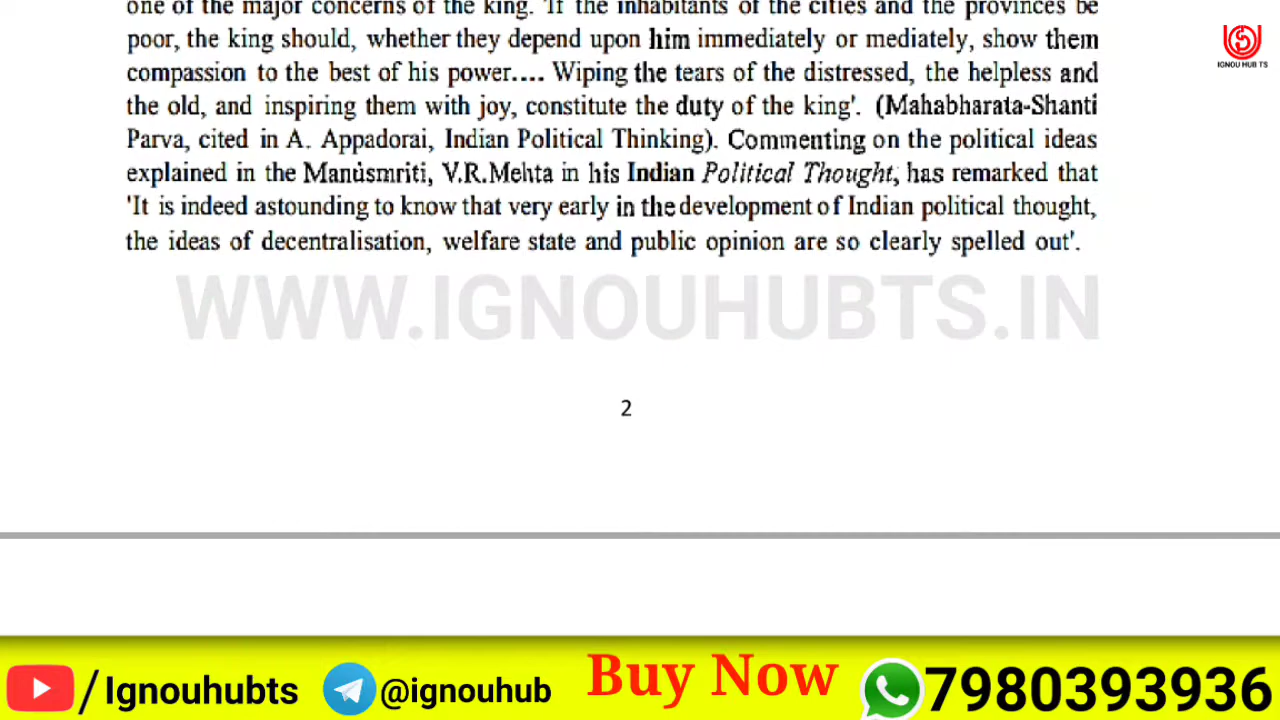 one of the major concerns of the king. 'If the inhabitants of the cities and the provinces be
poor, the king should, whether they depend upon him immediately or mediately, show them
compassion to the best of his power.... Wiping the tears of the distressed, the helpless and
the old, and inspiring them with joy, constitute the duty of the king'. (Mahabharata-Shanti
Parva, cited in A. Appadorai, Indian Political Thinking). Commenting on the political ideas
explained in the Manusmriti, V.R.Mehta in his Indian Political Thought, has remarked that
'It is indeed astounding to know that very early in the development of Indian political thought,
the ideas of decentralisation, welfare state and public opinion are so clearly spelled out'.
WWW.IGNOUHUBTS.IN
2
IGNOU HUB TS
/Ignouhubts
@ignouhub
Buy Now
7980393936